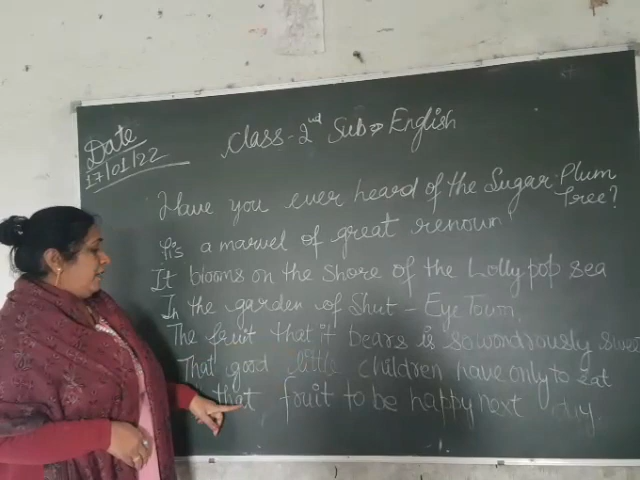 Date
17/01/22
Class - 2nd Sub → English
Have you ever heard of the Sugar-Plum
Tree?
Tis a marvel of great renown!
It blooms on the Shore of the Lolly pop sea
In the garden of Shut - Eye Town,
The fruit that it bears is so wondrously sweet
That good little children have only to eat
that fruit to be happy next day.